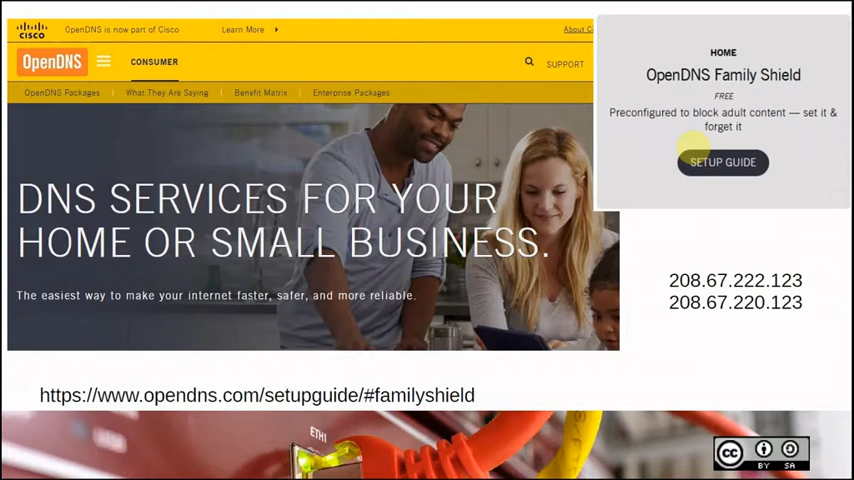 CISCO
OpenDNS is now part of Cisco
Learn More
About C
OpenDNS
CONSUMER
SUPPORT
OpenDNS Packages
What They Are Saying
Benefit Matrix
Enterprise Packages
HOME
OpenDNS Family Shield
FREE
Preconfigured to block adult content — set it &
forget it
SETUP GUIDE
DNS SERVICES FOR YOUR
HOME OR SMALL BUSINESS.
The easiest way to make your internet faster, safer, and more reliable.
208.67.222.123
208.67.220.123
https://www.opendns.com/setupguide/#familyshield
ETH1
cc
BY SA